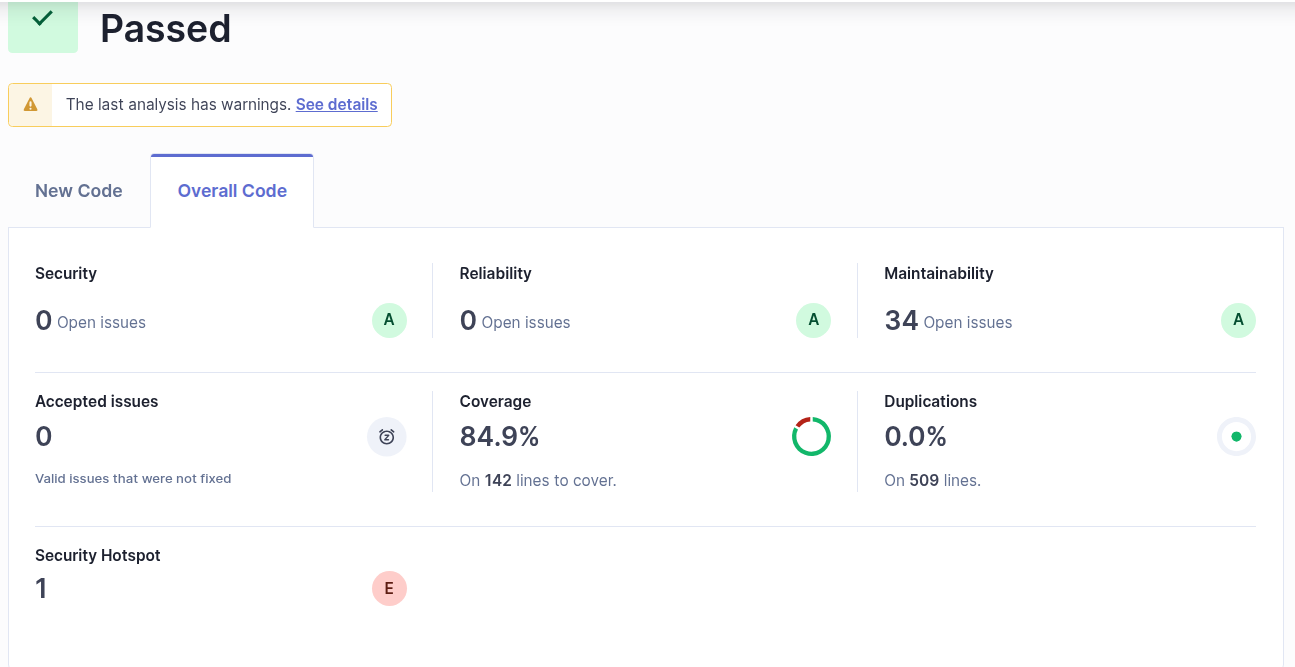 Passed
The last analysis has warnings. See details
New Code
Overall Code
Security
0 Open issues
A
Reliability
0 Open issues
A
Maintainability
34 Open issues
A
Accepted issues
0
Valid issues that were not fixed
Coverage
84.9%
On 142 lines to cover.
Duplications
0.0%
On 509 lines.
Security Hotspot
1
E